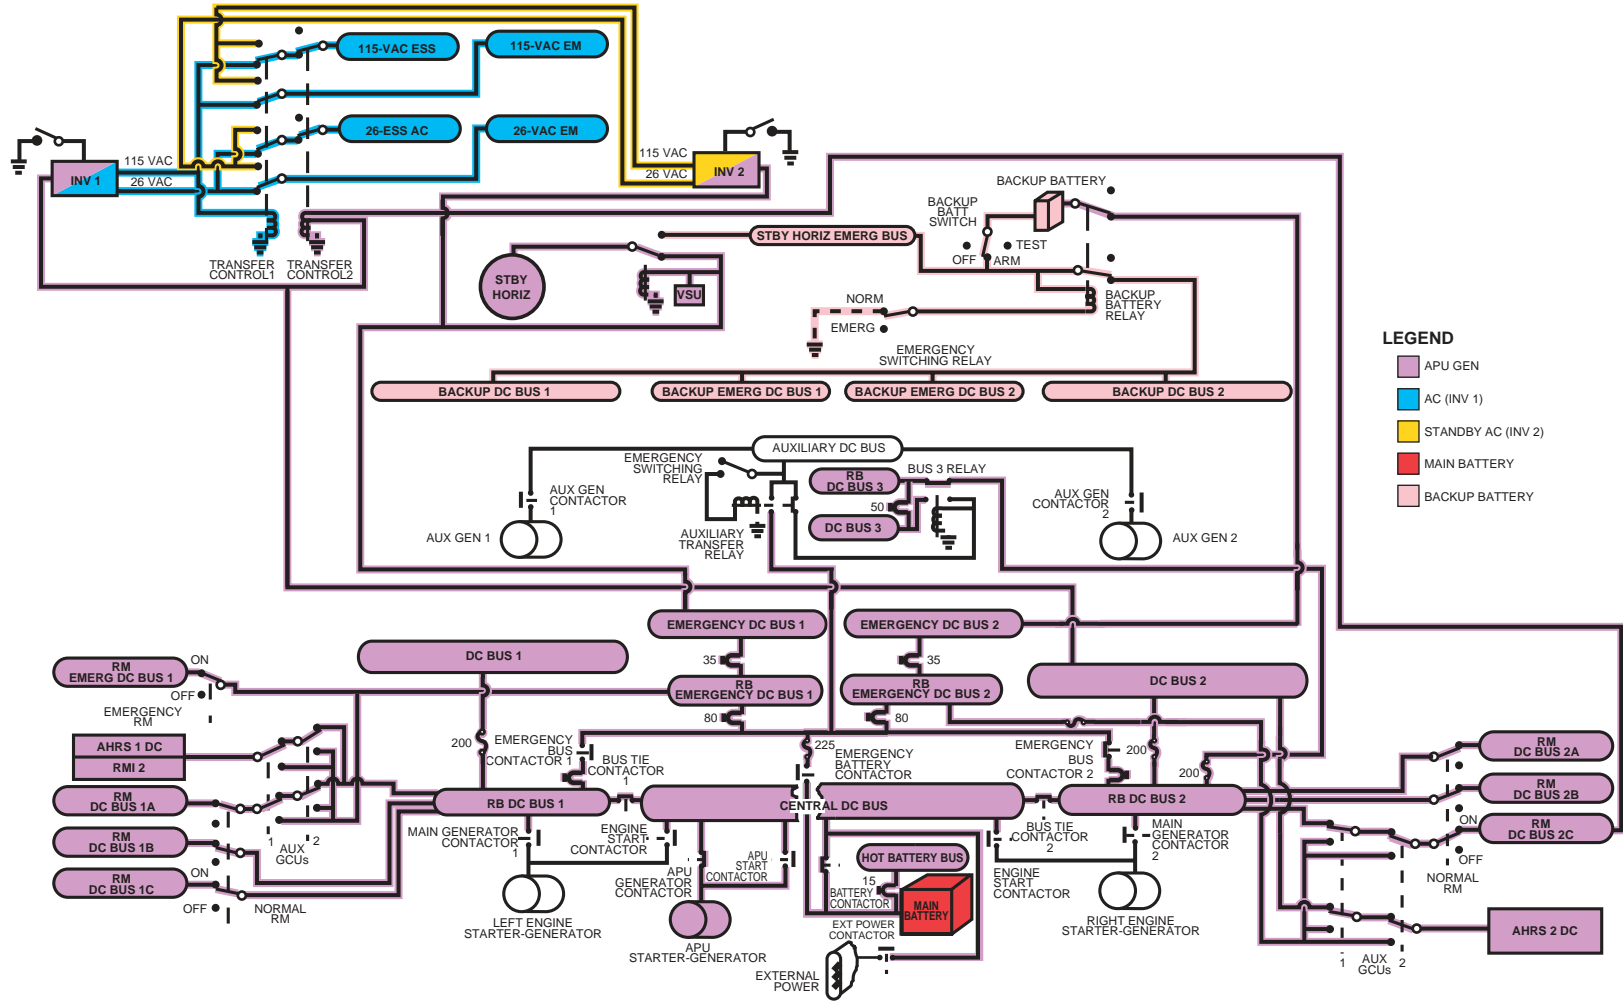 115-VAC ESS
115-VAC EM
26-ESS AC
26-VAC EM
115 VAC
26 VAC
INV 1
115 VAC
26 VAC
INV 2
TRANSFER
CONTROL1
TRANSFER
CONTROL2
BACKUP BATTERY
BACKUP
BATT
SWITCH
STBY HORIZ EMERG BUS
OFF
TEST
ARM
STBY
HORIZ
VSU
NORM
EMERG
BACKUP
BATTERY
RELAY
EMERGENCY
SWITCHING RELAY
LEGEND
APU GEN
AC (INV 1)
STANDBY AC (INV 2)
MAIN BATTERY
BACKUP BATTERY
BACKUP DC BUS 1
BACKUP EMERG DC BUS 1
BACKUP EMERG DC BUS 2
BACKUP DC BUS 2
AUXILIARY DC BUS
EMERGENCY
SWITCHING
RELAY
RB
DC BUS 3
BUS 3 RELAY
50
DC BUS 3
AUX GEN
CONTACTOR
1
AUX GEN 1
AUXILIARY
TRANSFER
RELAY
AUX GEN
CONTACTOR
2
AUX GEN 2
EMERGENCY DC BUS 1
EMERGENCY DC BUS 2
35
35
DC BUS 1
DC BUS 2
RB
EMERGENCY DC BUS 1
RB
EMERGENCY DC BUS 2
80
80
RM
EMERG DC BUS 1
ON
OFF
EMERGENCY
RM
AHRS 1 DC
RMI 2
RM
DC BUS 1A
RM
DC BUS 1B
RM
DC BUS 1C
ON
OFF
NORMAL
RM
1
2
AUX
GCUs
200
EMERGENCY
BUS
CONTACTOR 1
BUS TIE
CONTACTOR
1
225
EMERGENCY
BATTERY
CONTACTOR
EMERGENCY
BUS
CONTACTOR 2
200
200
RB DC BUS 1
CENTRAL DC BUS
RB DC BUS 2
MAIN GENERATOR
CONTACTOR
1
ENGINE
START
CONTACTOR
APU
GENERATOR
CONTACTOR
APU
START
CONTACTOR
HOT BATTERY BUS
15
BATTERY
CONTACTOR
MAIN
BATTERY
EXT POWER
CONTACTOR
EXTERNAL
POWER
LEFT ENGINE
STARTER-GENERATOR
APU
STARTER-GENERATOR
BUS TIE
CONTACTOR
2
ENGINE
START
CONTACTOR
MAIN
GENERATOR
CONTACTOR
2
RIGHT ENGINE
STARTER-GENERATOR
RM
DC BUS 2A
RM
DC BUS 2B
ON
RM
DC BUS 2C
OFF
NORMAL
RM
AHRS 2 DC
1
AUX
GCUs
2